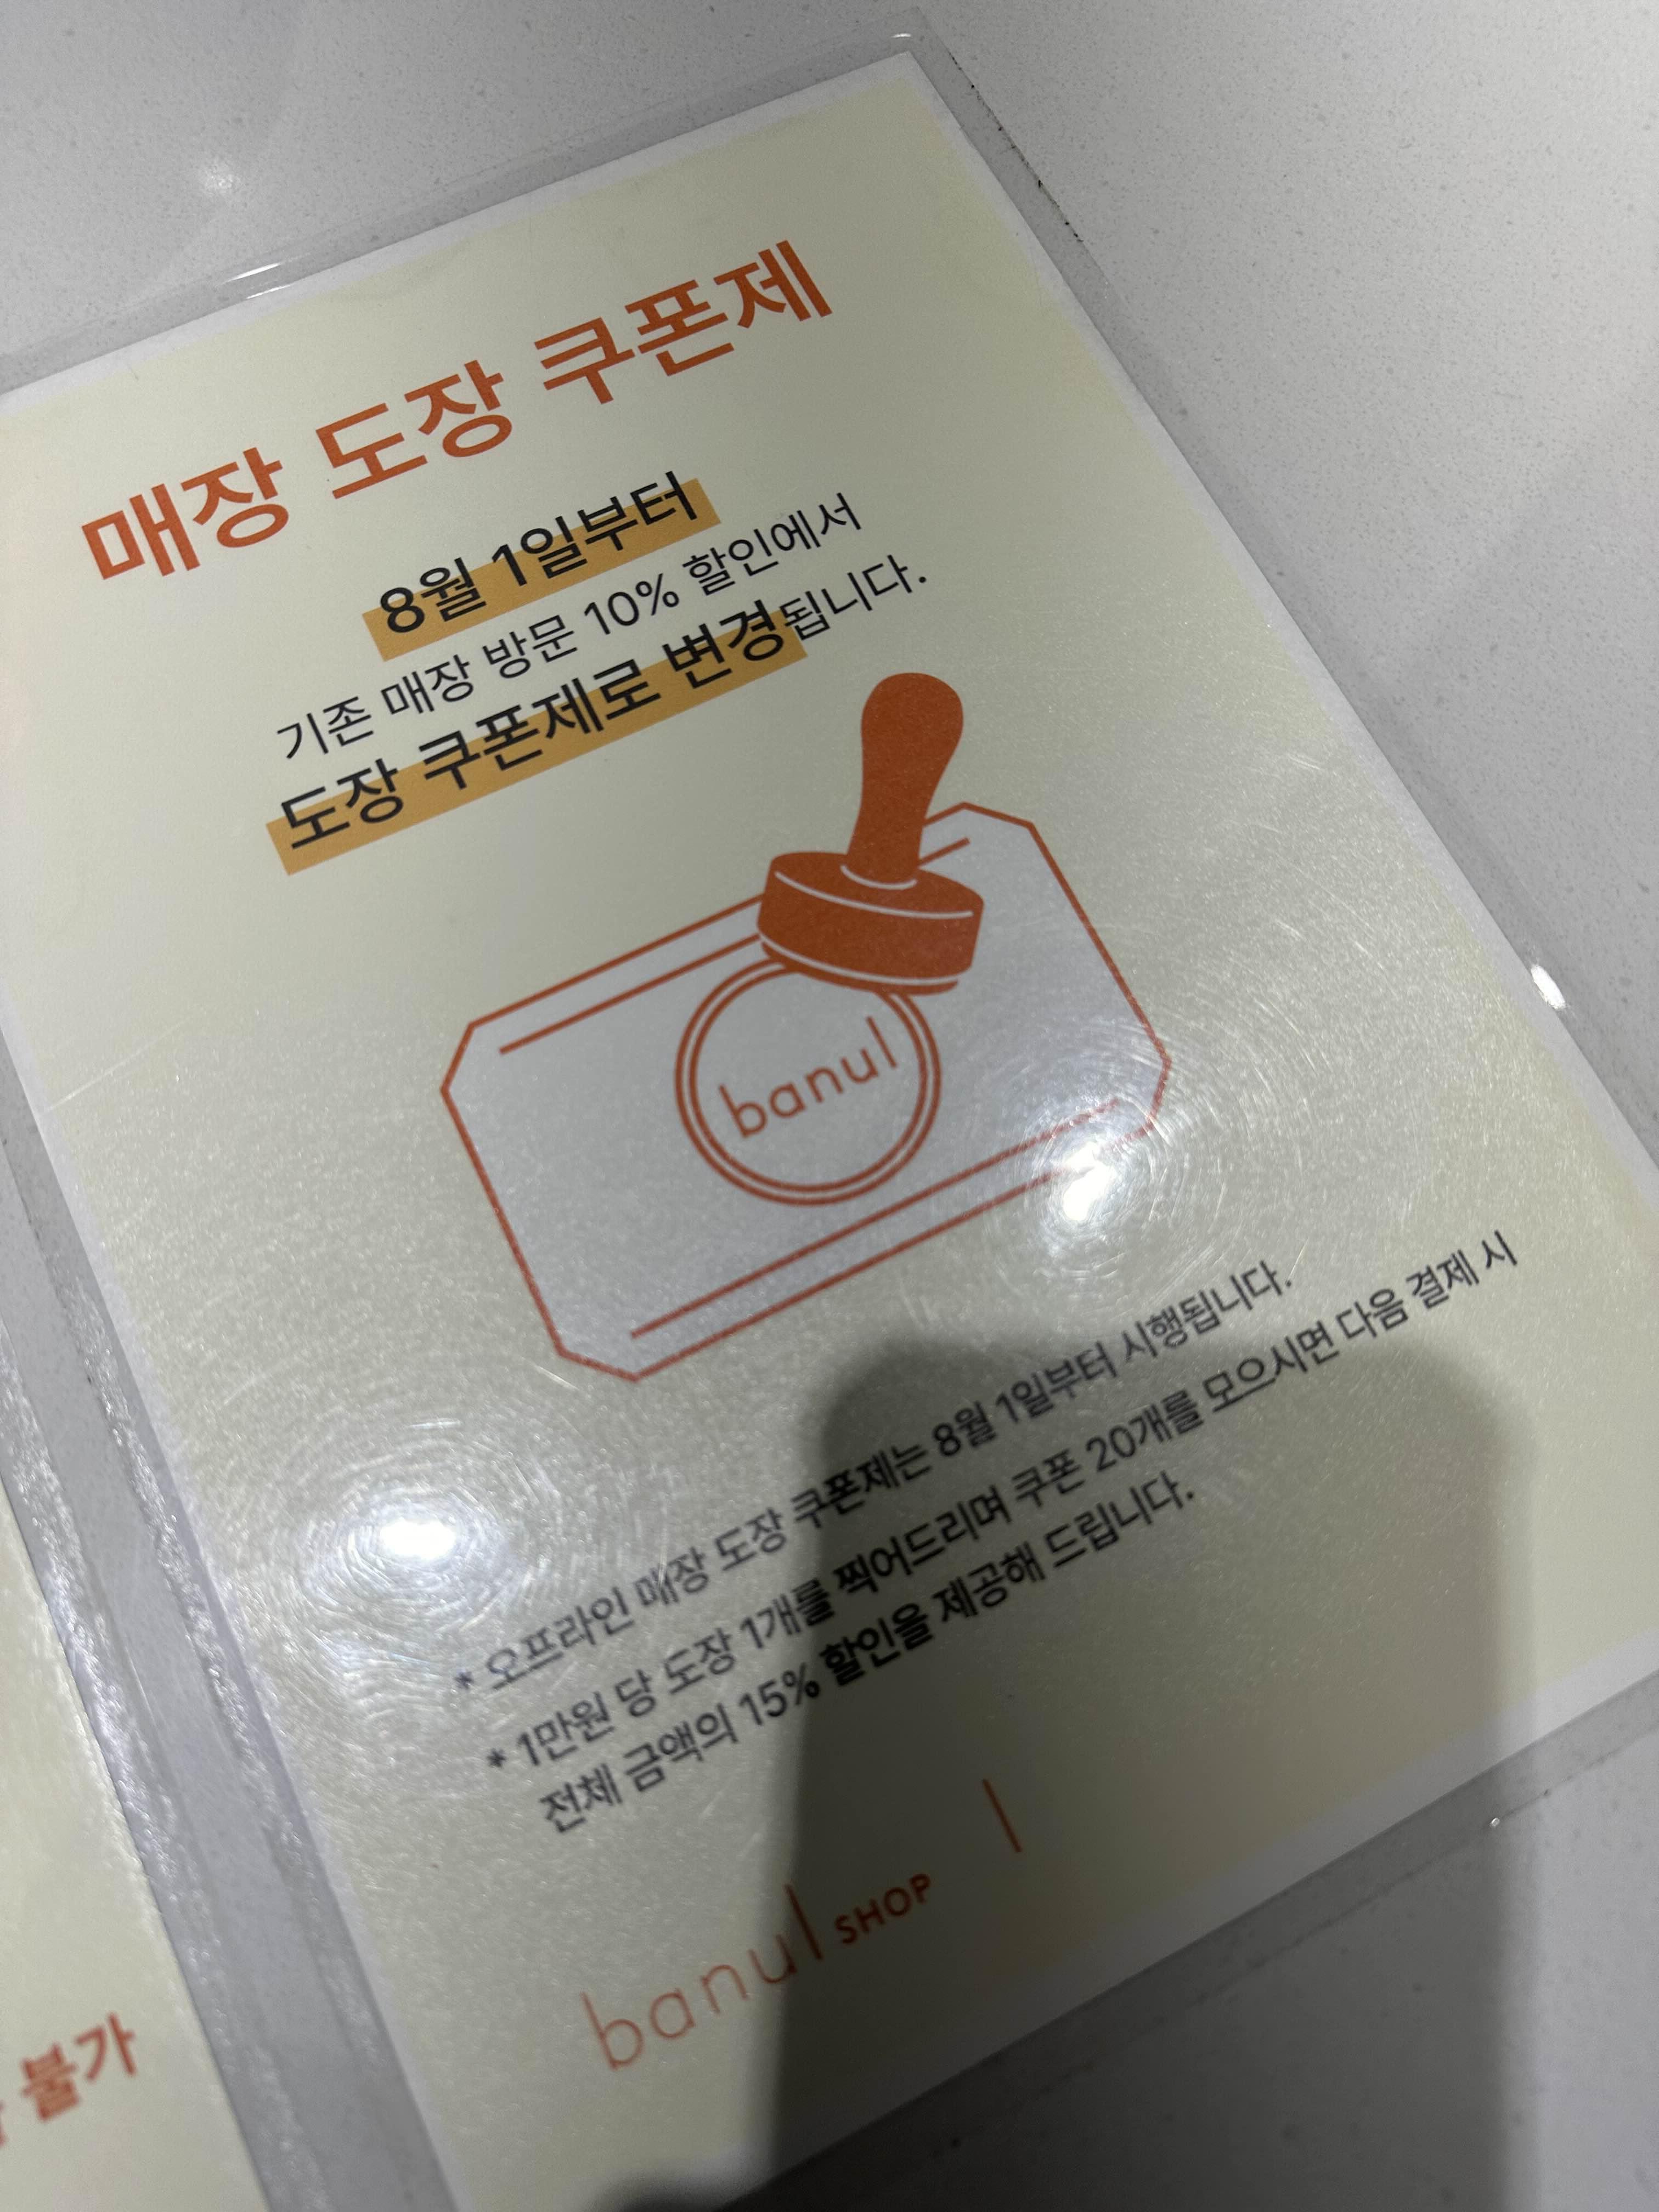 매장 도장 쿠폰제
8월 1일부터
기존 매장 방문 10% 할인에서
도장 쿠폰제로 변경됩니다.
banul
* 오프라인 매장 도장 쿠폰제는 8월 1일부터 시행됩니다.
* 1만원 당 도장 1개를 찍어드리며 쿠폰 20개를 모으시면 다음 결제 시
전체 금액의 15% 할인을 제공해 드립니다.
banul SHOP
불가